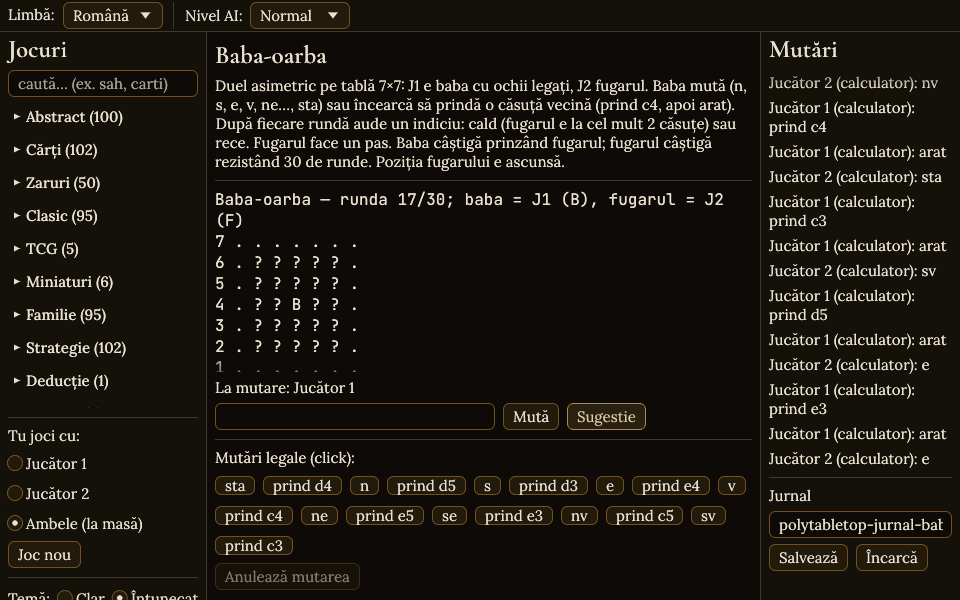 Limbă: Română ▼ Nivel AI: Normal ▼
Jocuri
caută... (ex. sah, carti)
▸ Abstract (100)
▸ Cărți (102)
▸ Zaruri (50)
▸ Clasic (95)
▸ TCG (5)
▸ Miniaturi (6)
▸ Familie (95)
▸ Strategie (102)
▸ Deducție (1)
Tu joci cu:
Jucător 1
Jucător 2
Ambele (la masă)
Joc nou
Temă: Clar Întunecat
Baba-oarba
Duel asimetric pe tablă 7×7: J1 e baba cu ochii legați, J2 fugarul. Baba mută (n,
s, e, v, ne..., sta) sau încearcă să prindă o căsuță vecină (prind c4, apoi arat).
După fiecare rundă aude un indiciu: cald (fugarul e la cel mult 2 căsuțe) sau
rece. Fugarul face un pas. Baba câștigă prinzând fugarul; fugarul câștigă
rezistând 30 de runde. Poziția fugarului e ascunsă.
Baba-oarba — runda 17/30; baba = J1 (B), fugarul = J2
(F)
7 . . . . . . .
6 . ? ? ? ? ? .
5 . ? ? ? ? ? .
4 . ? ? B ? ? .
3 . ? ? ? ? ? .
2 . ? ? ? ? ? .
1 . . . . . . .
La mutare: Jucător 1
Mută Sugestie
Mutări legale (click):
sta prind d4 n prind d5 s prind d3 e prind e4 v
prind c4 ne prind e5 se prind e3 nv prind c5 sv
prind c3
Anulează mutarea
Mutări
Jucător 2 (calculator): nv
Jucător 1 (calculator):
prind c4
Jucător 1 (calculator): arat
Jucător 2 (calculator): sta
Jucător 1 (calculator):
prind c3
Jucător 1 (calculator): arat
Jucător 2 (calculator): sv
Jucător 1 (calculator):
prind d5
Jucător 1 (calculator): arat
Jucător 2 (calculator): e
Jucător 1 (calculator):
prind e3
Jucător 1 (calculator): arat
Jucător 2 (calculator): e
Jurnal
polytabletop-jurnal-bab
Salvează Încarcă